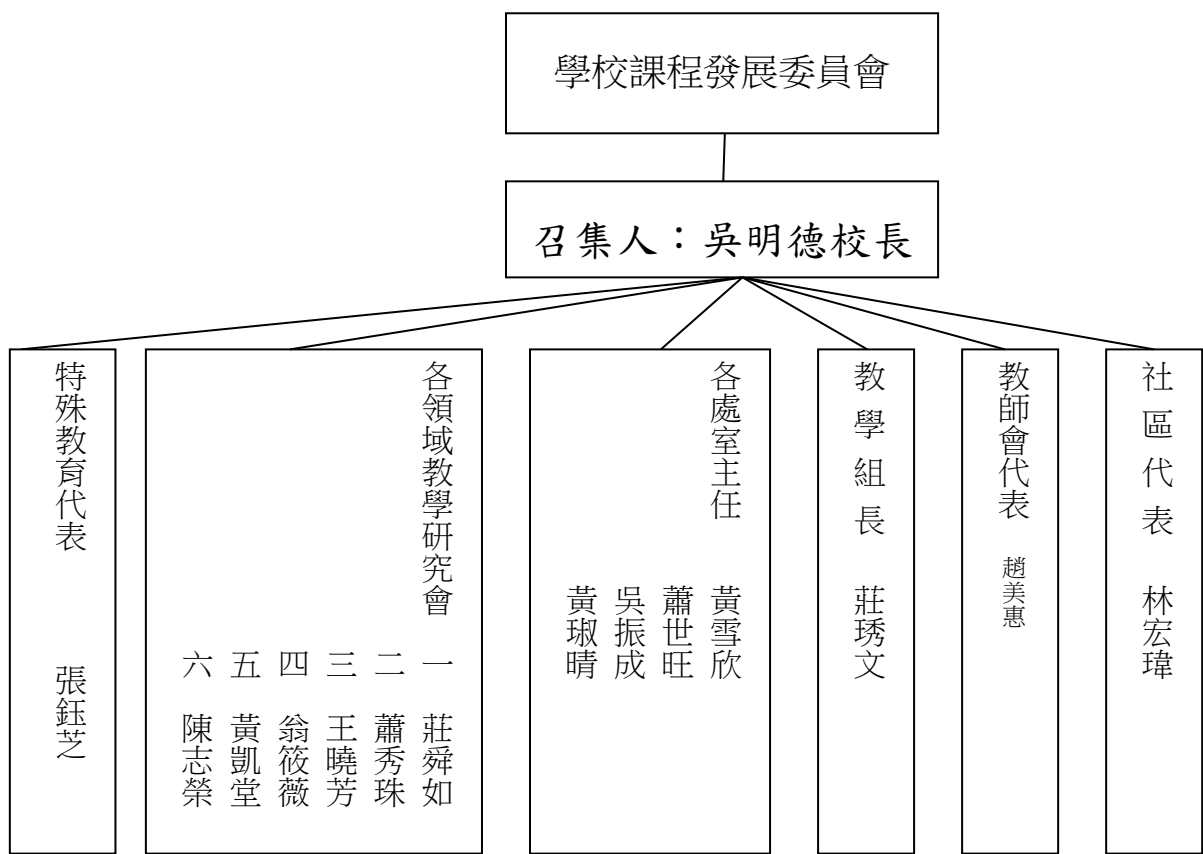 學校課程發展委員會
召集人：吳明德校長
社區代表 林宏瑋
教師會代表 趙美惠
教學組長 莊琇文
各處室主任 黃雪欣
蕭世旺
吳振成
黃琡晴
各領域教學研究會 一 莊舜如
二 蕭秀珠
三 王曉芳
四 翁筱薇
五 黃凱堂
六 陳志榮
特殊教育代表 張鈺芝